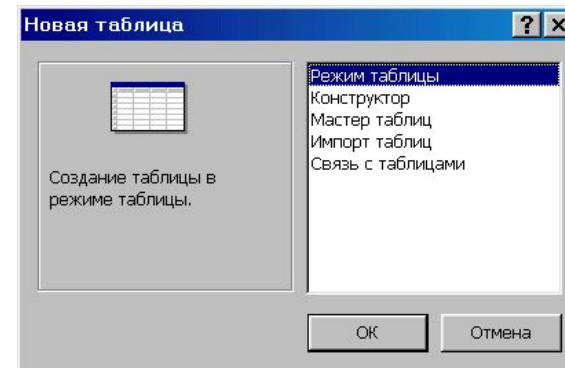 Новая таблица
?
Создание таблицы в
режиме таблицы.
Режим таблицы
Конструктор
Мастер таблиц
Импорт таблиц
Связь с таблицами
ОК
Отмена